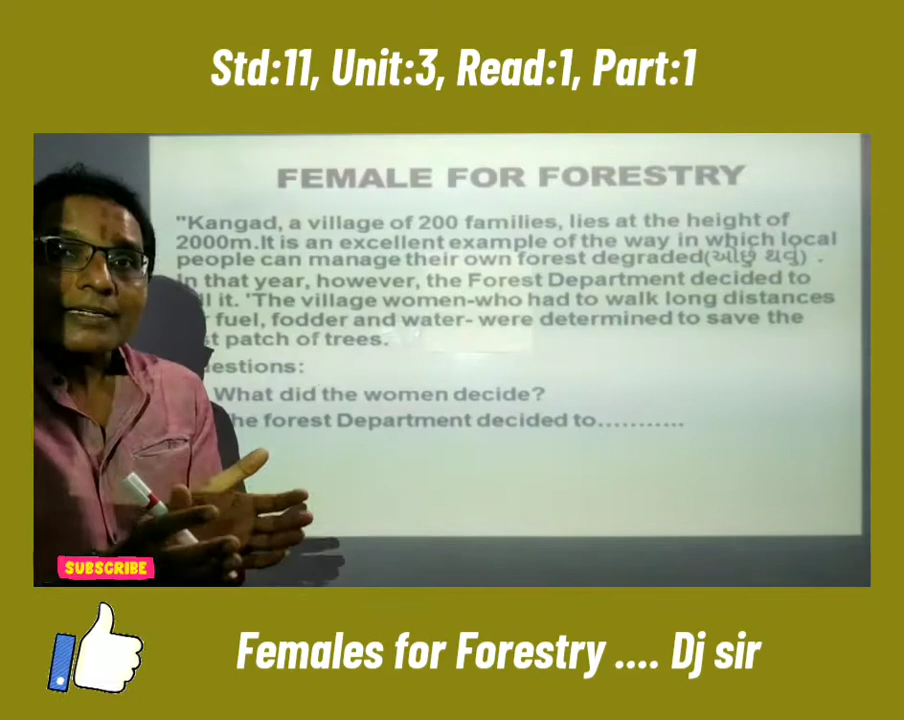 Std:11, Unit:3, Read:1, Part:1
FEMALE FOR FORESTRY
"Kangad, a village of 200 families, lies at the height of
2000m.It is an excellent example of the way in which local
people can manage their own forest degraded(ઓછું થવું) .
In that year, however, the Forest Department decided to
it. 'The village women-who had to walk long distances
fuel, fodder and water- were determined to save the
patch of trees.
What did the women decide?
forest Department decided to...........
SUBSCRIBE
Females for Forestry .... Dj sir